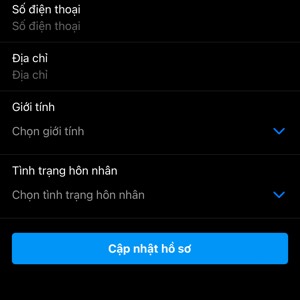 Số điện thoại
Số điện thoại
Địa chỉ
Địa chỉ
Giới tính
Chọn giới tính
Tình trạng hôn nhân
Chọn tình trạng hôn nhân
Cập nhật hồ sơ